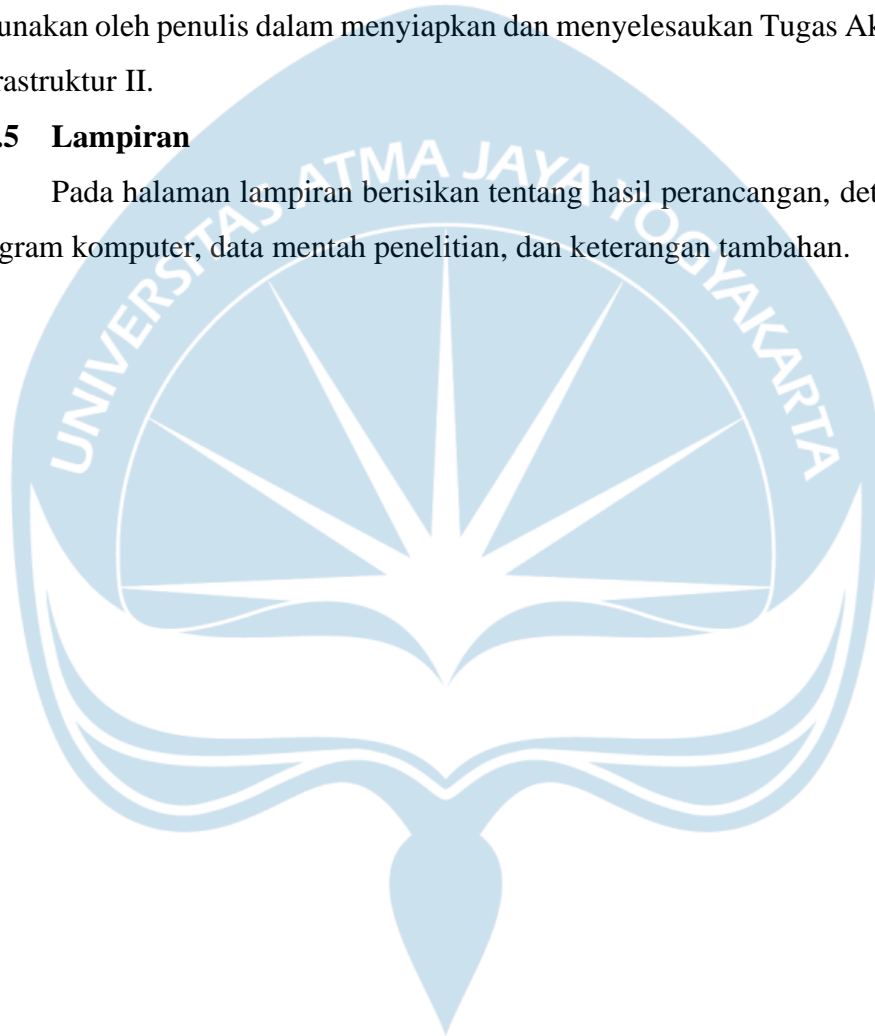 unakan oleh penulis dalam menyiapkan dan menyelesaukan Tugas Ak
rastruktur II.
.5 Lampiran
Pada halaman lampiran berisikan tentang hasil perancangan, det
gram komputer, data mentah penelitian, dan keterangan tambahan.
UNIVERSITAS ATMA JAYA YOGYAKARTA